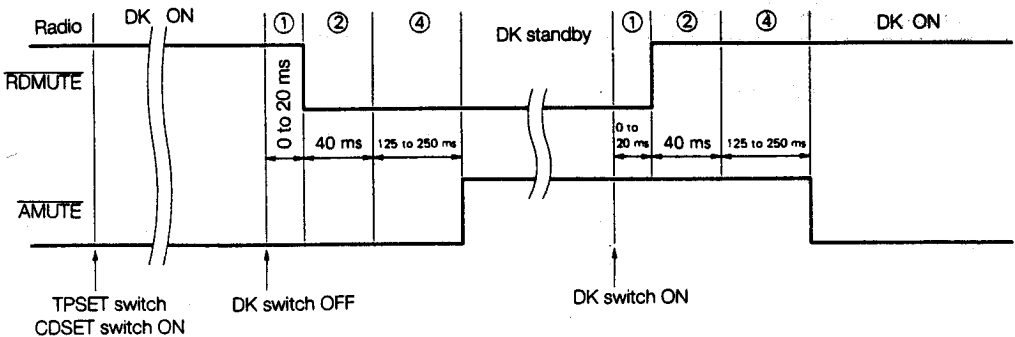 Radio DK ON ① ② ④ DK standby ① ② ④ DK ON
RDMUTE
0 to 20 ms
40 ms
125 to 250 ms
0 to
20 ms
40 ms
125 to 250 ms
AMUTE
TPSET switch
CDSET switch ON
DK switch OFF
DK switch ON